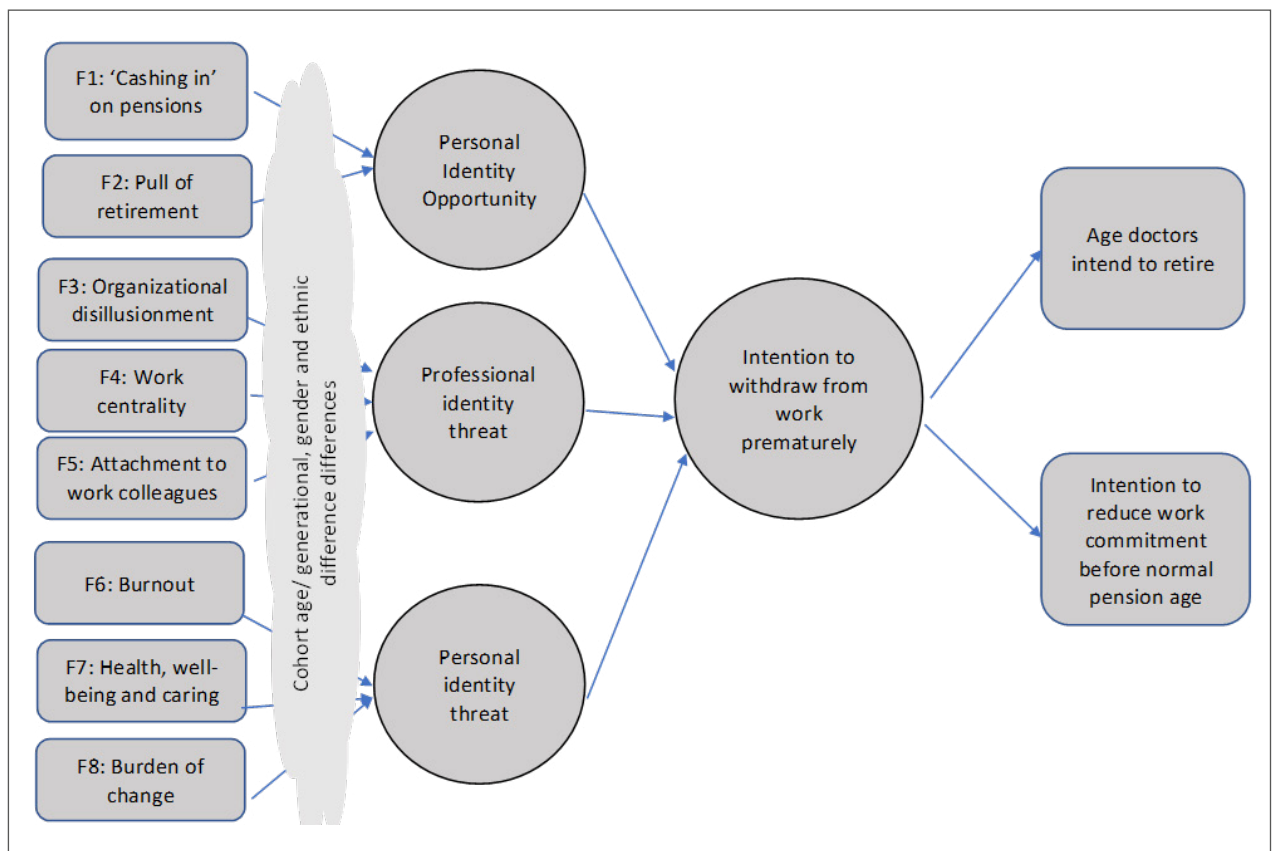 F1: ‘Cashing in’
on pensions
F2: Pull of
retirement
F3: Organizational
disillusionment
F4: Work
centrality
F5: Attachment to
work colleagues
F6: Burnout
F7: Health, well-
being and caring
F8: Burden of
change
Cohort age/ generational, gender and ethnic
difference differences
Personal
Identity
Opportunity
Professional
identity
threat
Personal
identity
threat
Intention to
withdraw from
work
prematurely
Age doctors
intend to retire
Intention to
reduce work
commitment
before normal
pension age